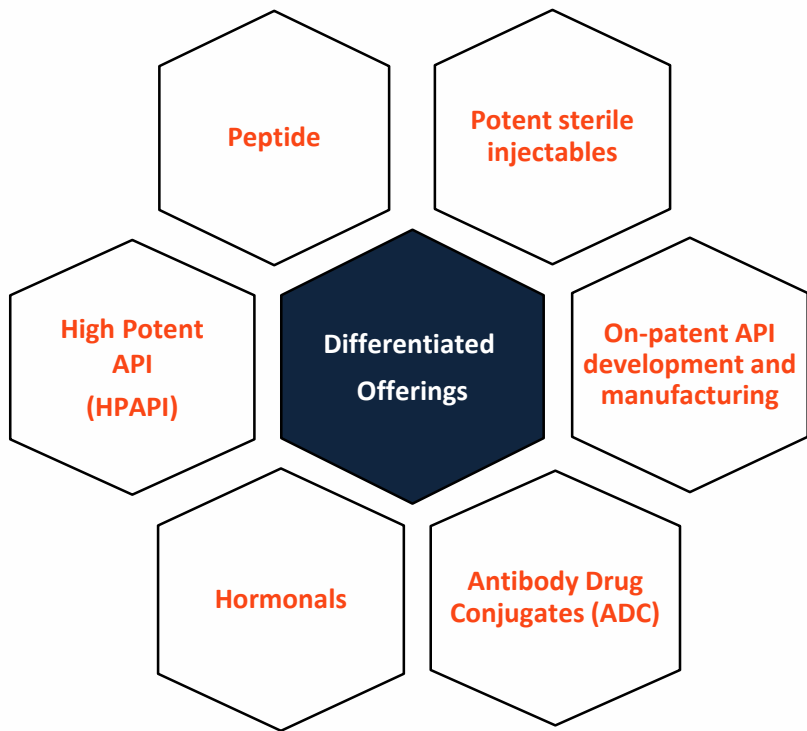 Peptide
Potent sterile
injectables
High Potent
API
(HPAPI)
Differentiated
Offerings
On-patent API
development and
manufacturing
Hormonals
Antibody Drug
Conjugates (ADC)